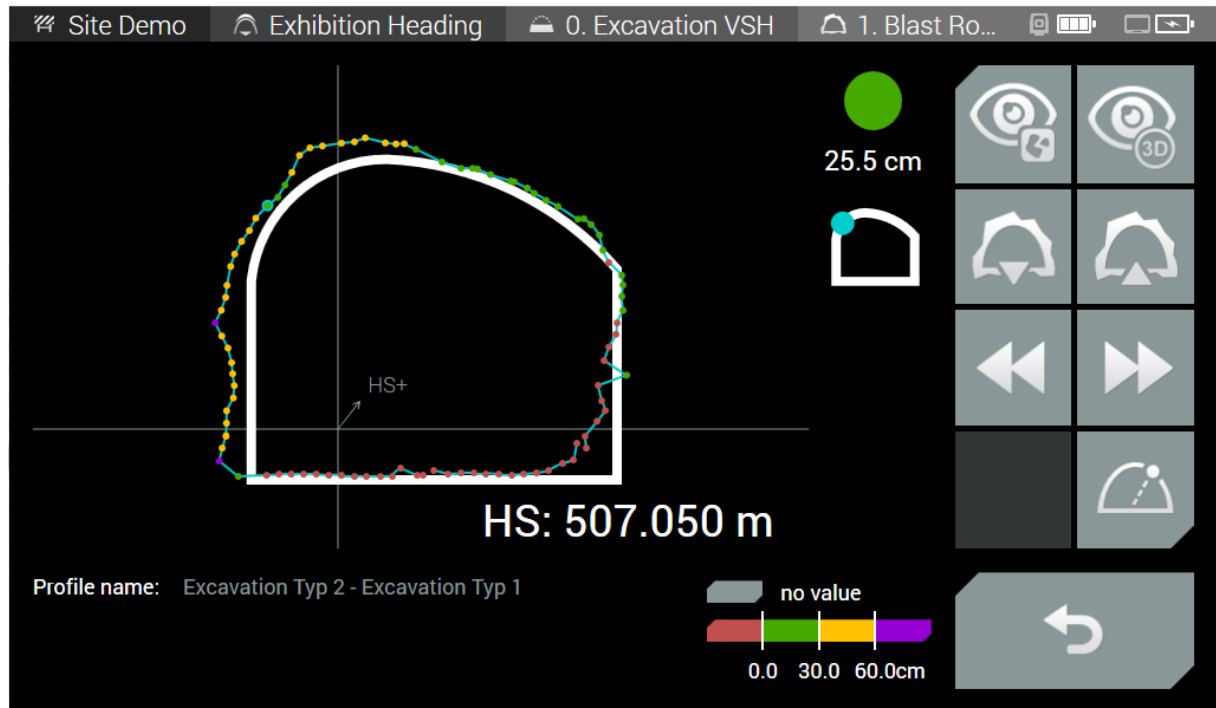 Site Demo Exhibition Heading 0. Excavation VSH 1. Blast Ro...
25.5 cm
3D
HS+
HS: 507.050 m
Profile name: Excavation Typ 2 - Excavation Typ 1
no value
0.0 30.0 60.0cm